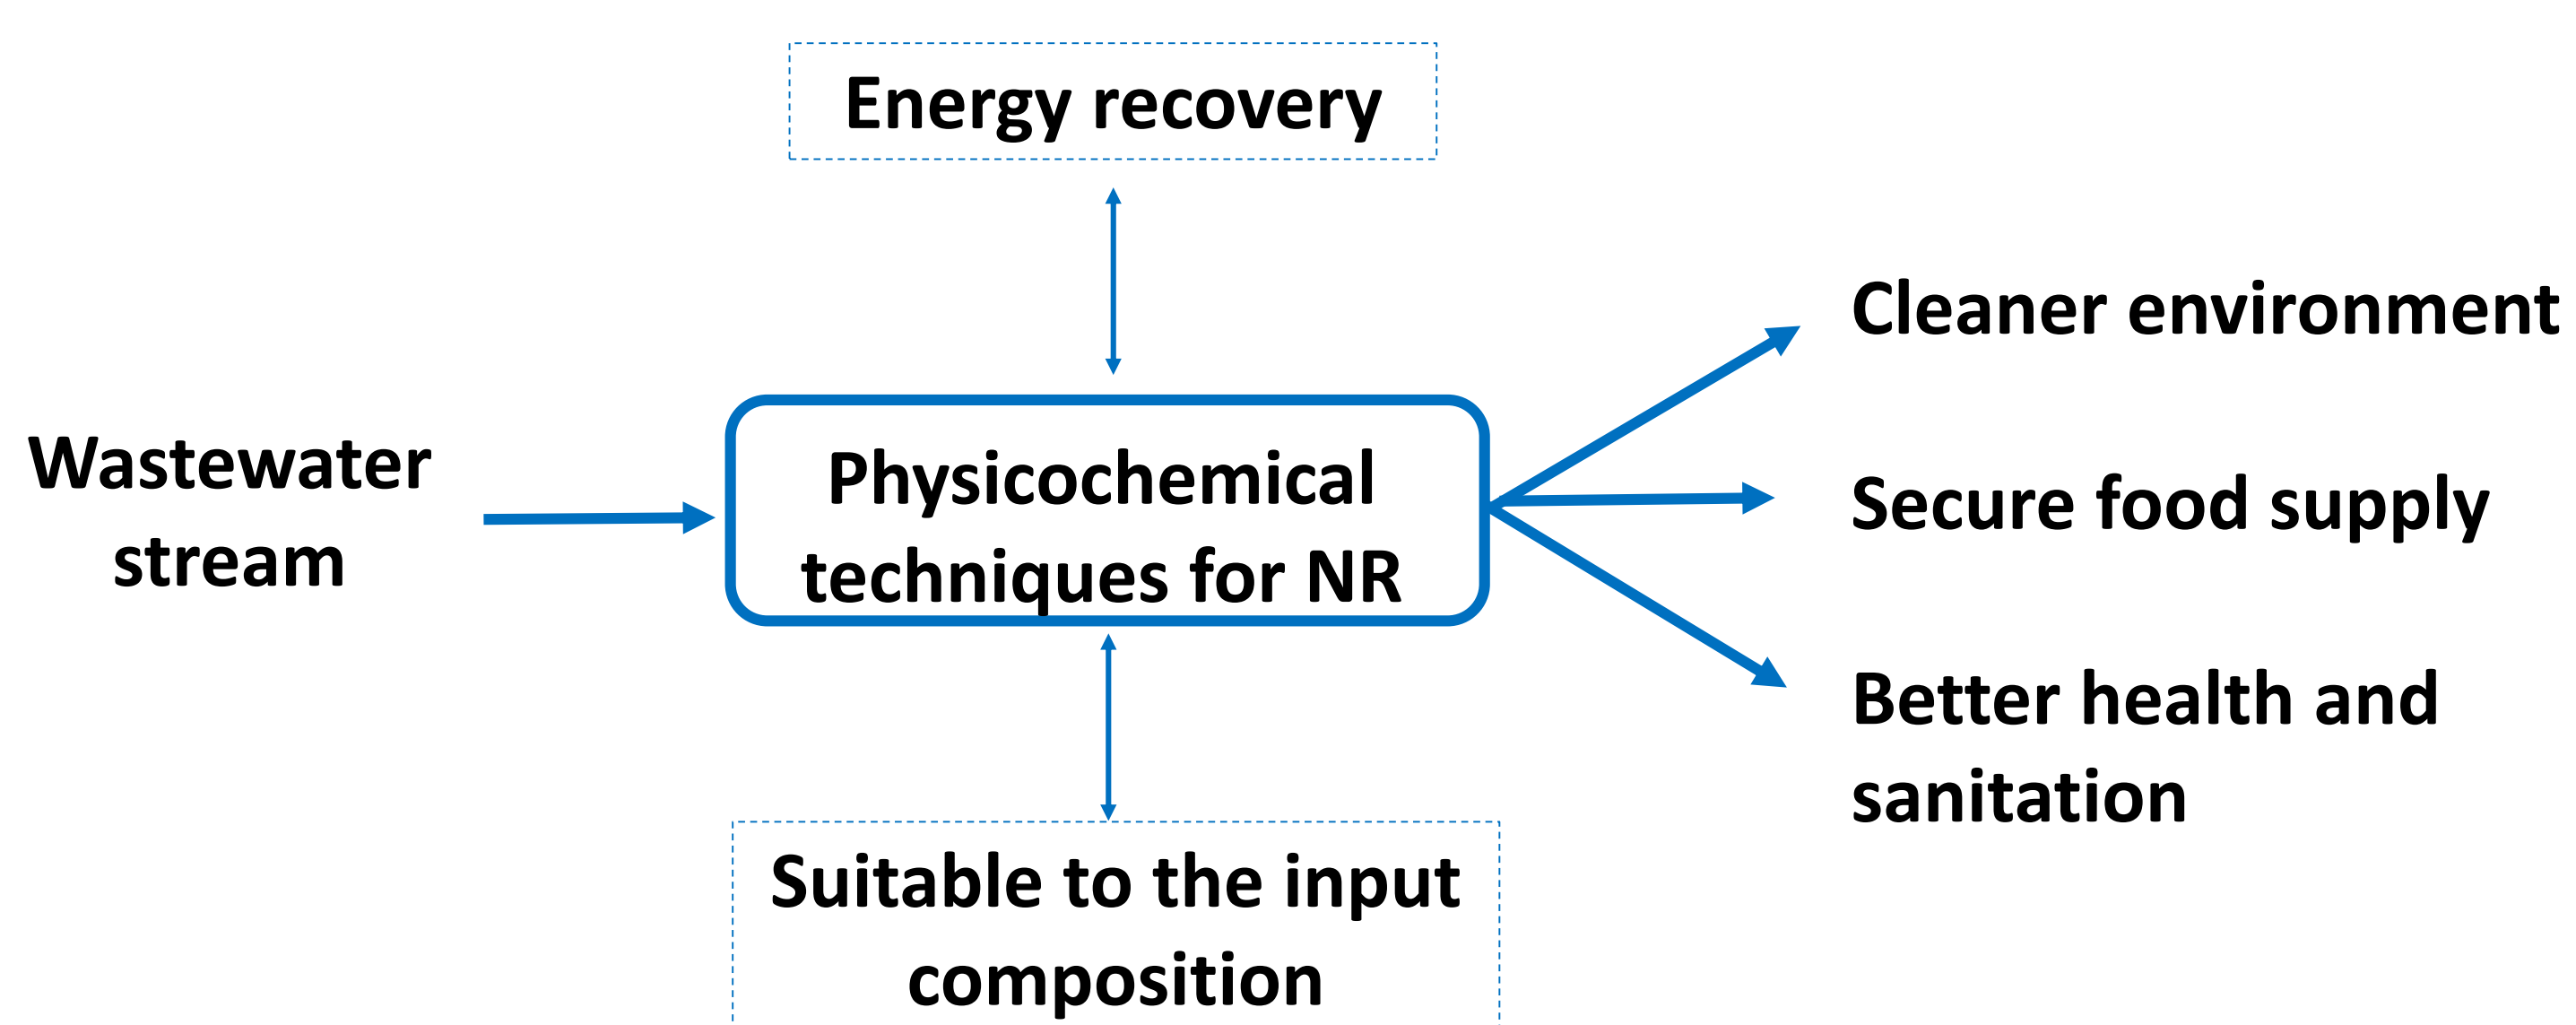 Energy recovery
Wastewater
stream
Physicochemical
techniques for NR
Cleaner environment
Secure food supply
Better health and
sanitation
Suitable to the input
composition